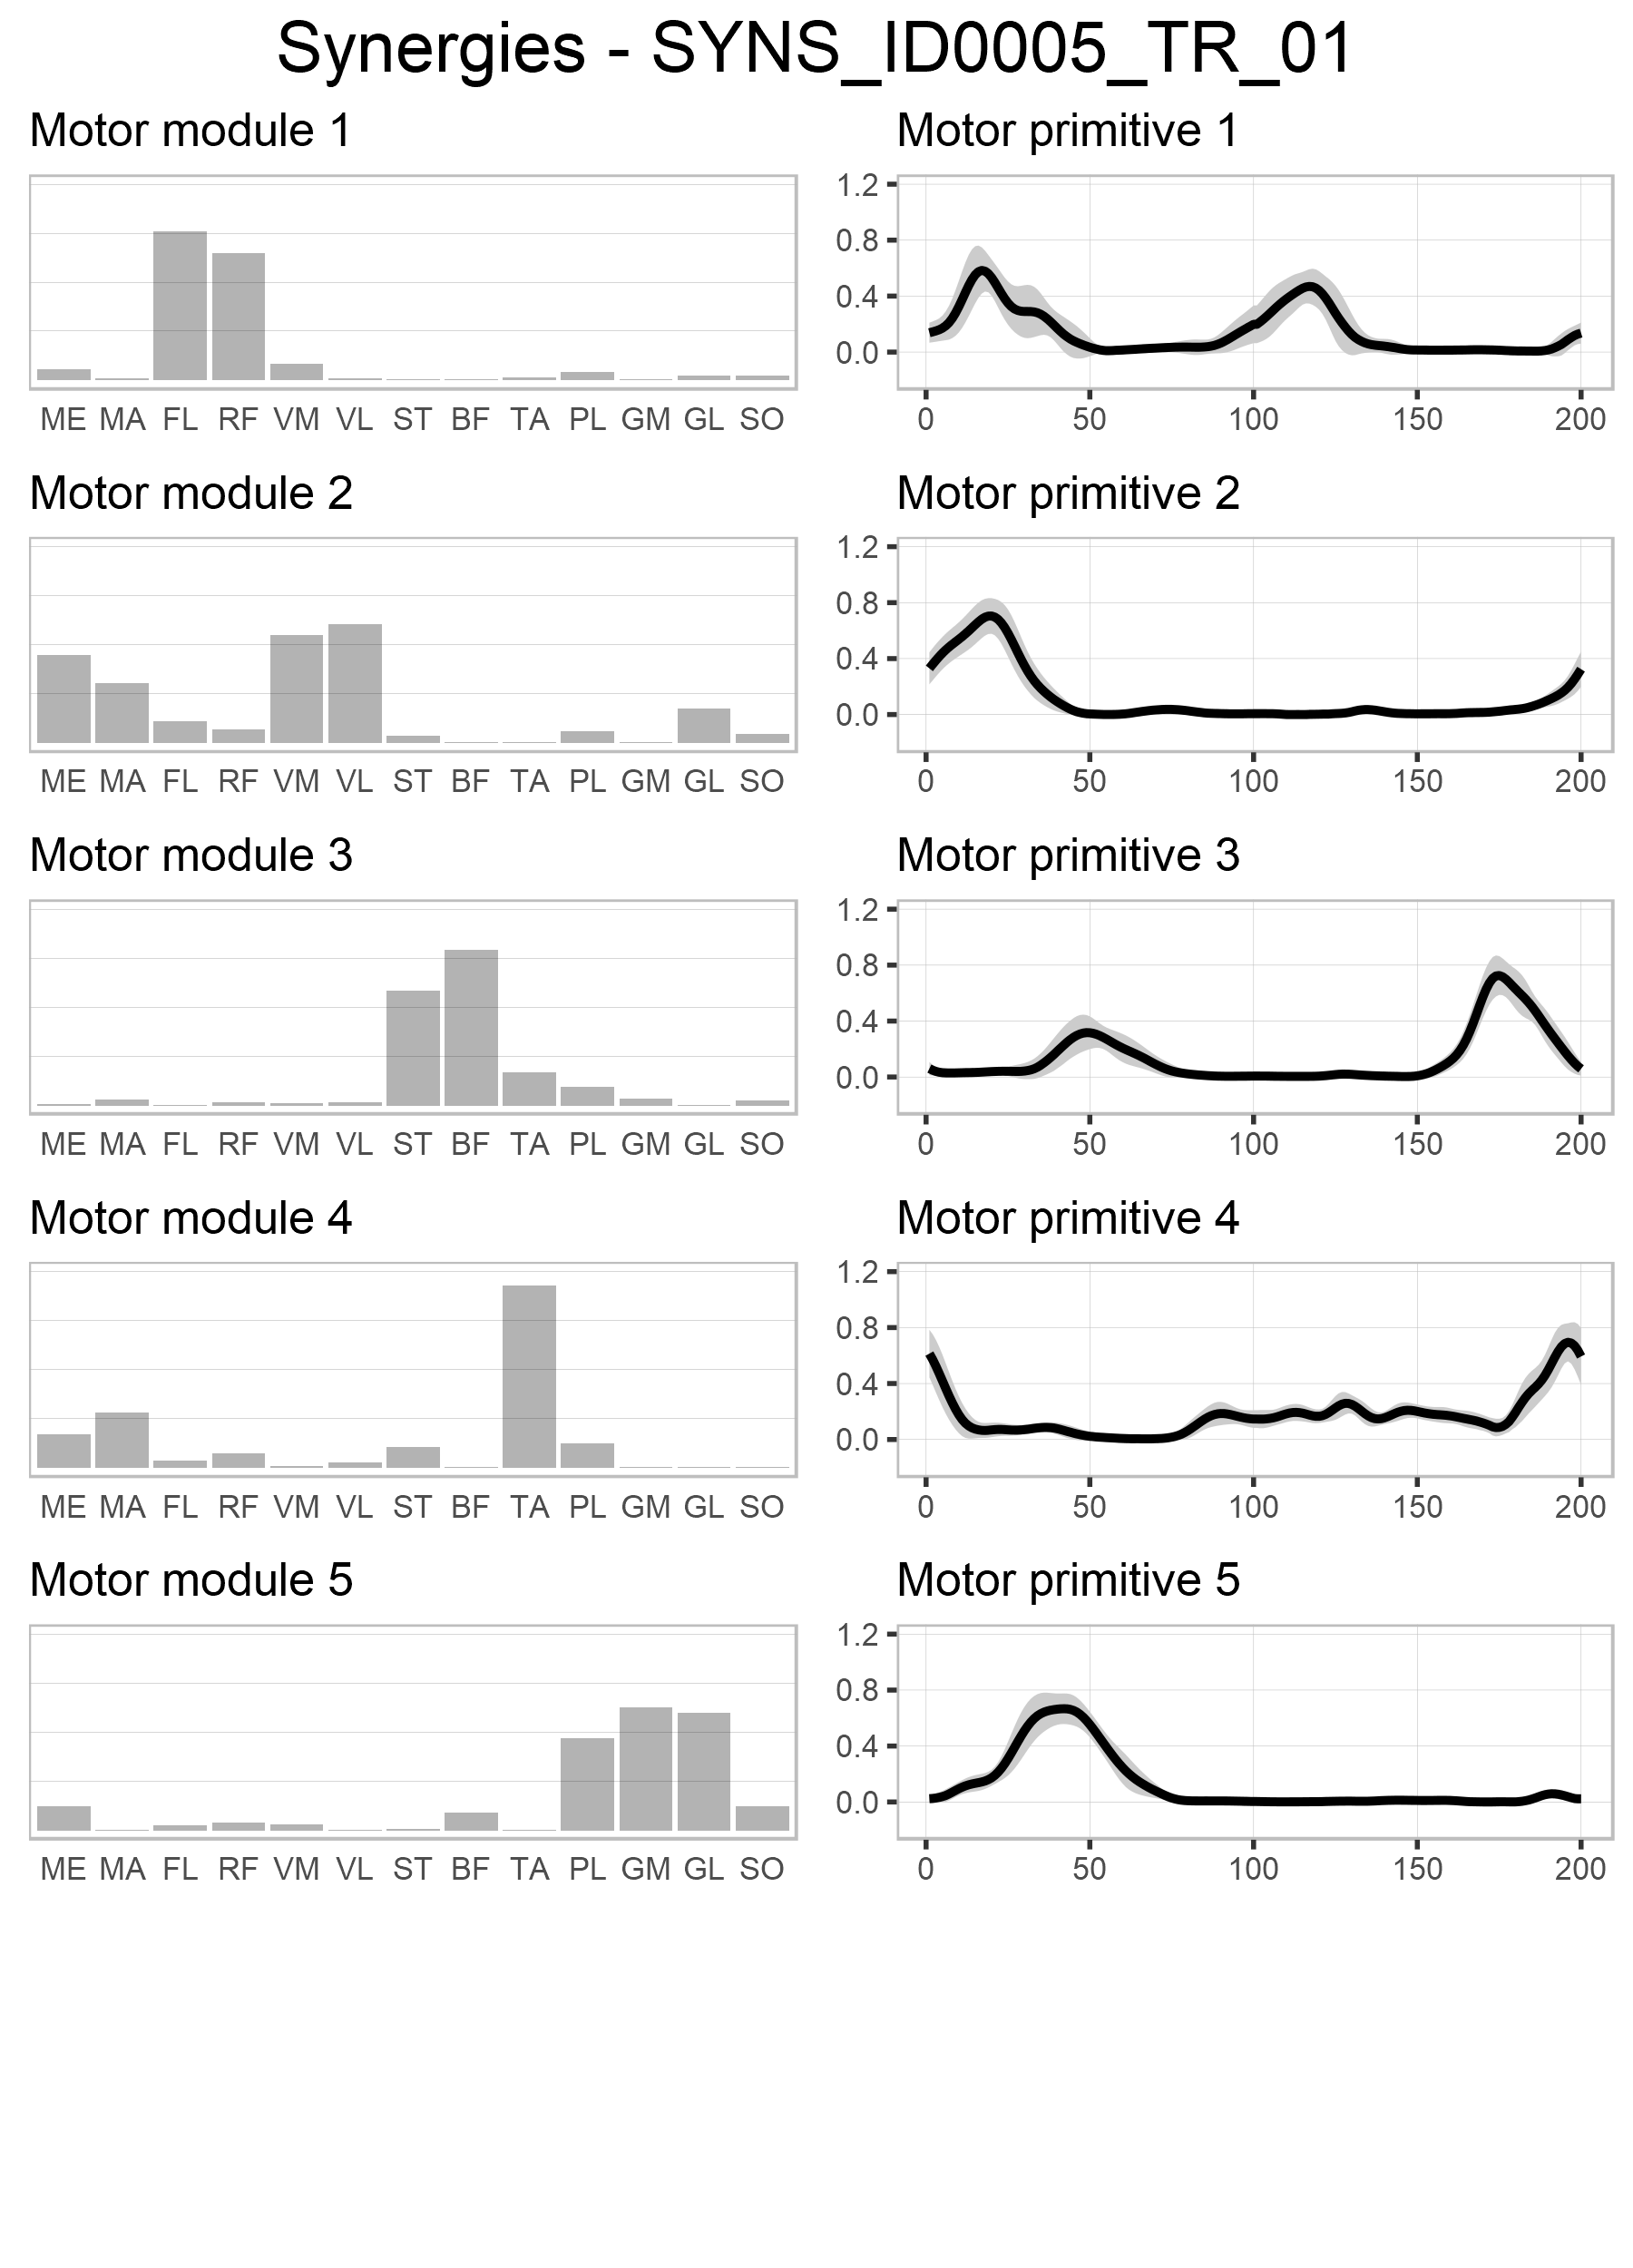 Synergies - SYNS_ID0005_TR_01
Motor module 1
Motor primitive 1
1.2
0.8
0.4
0.0
ME MA FL RF VM VL ST BF TA PL GM GL SO
0 50 100 150 200
Motor module 2
Motor primitive 2
1.2
0.8
0.4
0.0
ME MA FL RF VM VL ST BF TA PL GM GL SO
0 50 100 150 200
Motor module 3
Motor primitive 3
1.2
0.8
0.4
0.0
ME MA FL RF VM VL ST BF TA PL GM GL SO
0 50 100 150 200
Motor module 4
Motor primitive 4
1.2
0.8
0.4
0.0
ME MA FL RF VM VL ST BF TA PL GM GL SO
0 50 100 150 200
Motor module 5
Motor primitive 5
1.2
0.8
0.4
0.0
ME MA FL RF VM VL ST BF TA PL GM GL SO
0 50 100 150 200